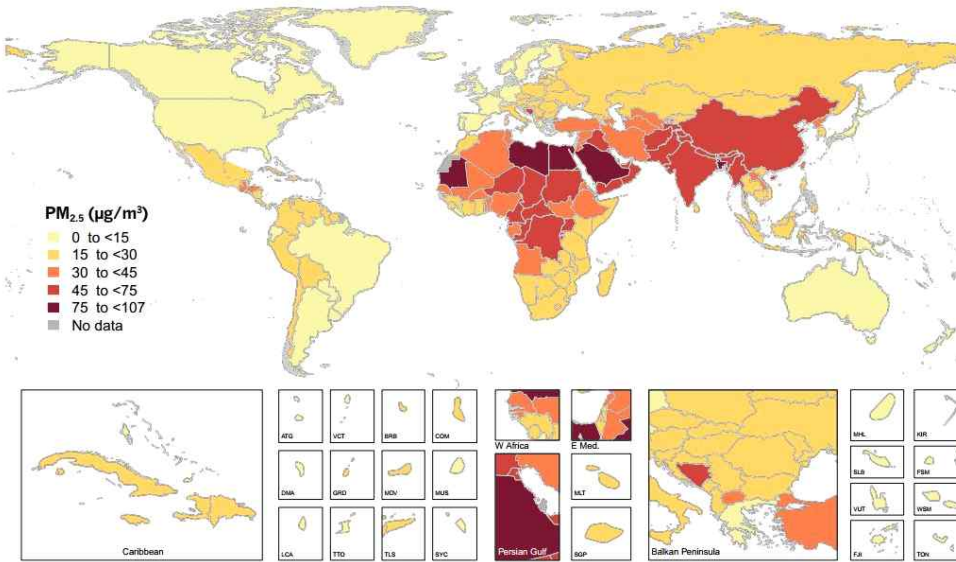 PM2.5 (μg/m³)
0 to <15
15 to <30
30 to <45
45 to <75
75 to <107
No data
Caribbean
ATG
VCT
BRB
COM
DMA
GRD
MDV
MUS
LCA
TTO
TLS
SYC
W Africa
E Med.
Persian Gulf
MLT
SGP
Balkan Peninsula
MHL
KIR
SLB
FSM
VUT
WSM
FJI
TON